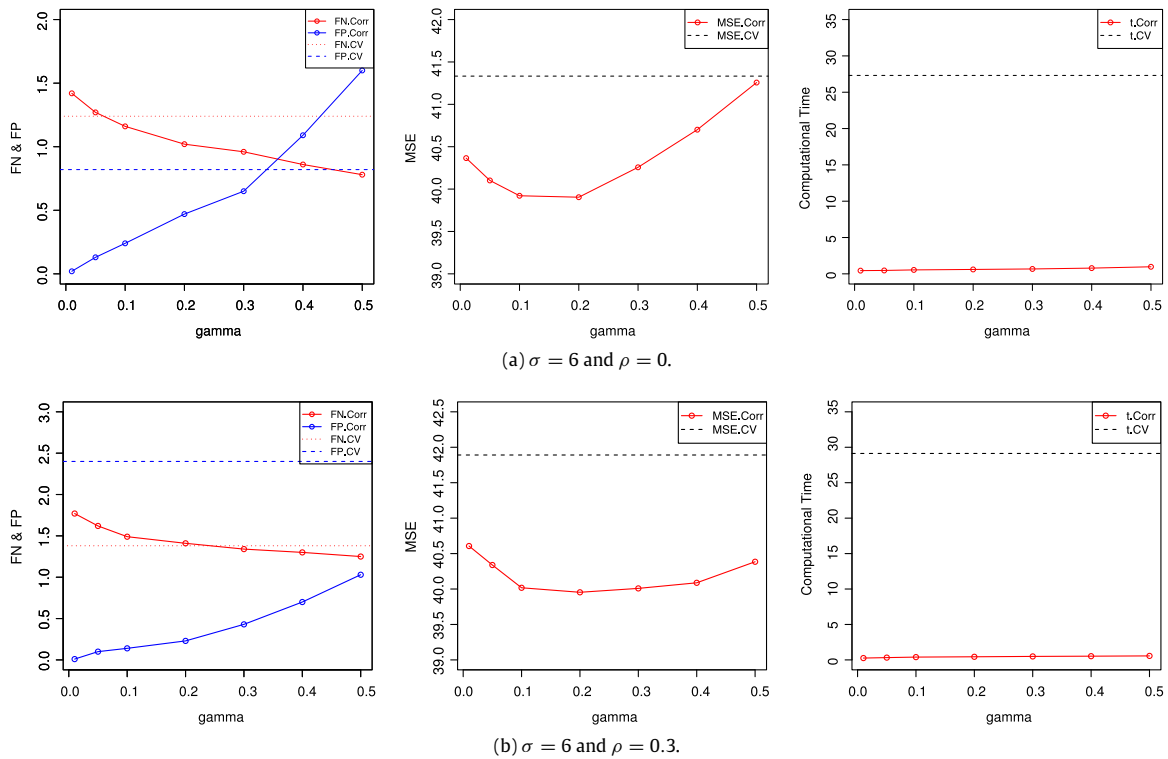 FN & FP
0.0 0.5 1.0 1.5 2.0
FN.Corr
FP.Corr
FN.CV
FP.CV
0.0 0.1 0.2 0.3 0.4 0.5
gamma
MSE
39.0 39.5 40.0 40.5 41.0 41.5 42.0
MSE.Corr
MSE.CV
0.0 0.1 0.2 0.3 0.4 0.5
gamma
Computational Time
0 5 10 15 20 25 30 35
t.Corr
t.CV
0.0 0.1 0.2 0.3 0.4 0.5
gamma
(a) σ = 6 and ρ = 0.
FN & FP
0.0 0.5 1.0 1.5 2.0 2.5 3.0
FN.Corr
FP.Corr
FN.CV
FP.CV
0.0 0.1 0.2 0.3 0.4 0.5
gamma
MSE
39.0 39.5 40.0 40.5 41.0 41.5 42.0 42.5
MSE.Corr
MSE.CV
0.0 0.1 0.2 0.3 0.4 0.5
gamma
Computational Time
0 5 10 15 20 25 30 35
t.Corr
t.CV
0.0 0.1 0.2 0.3 0.4 0.5
gamma
(b) σ = 6 and ρ = 0.3.